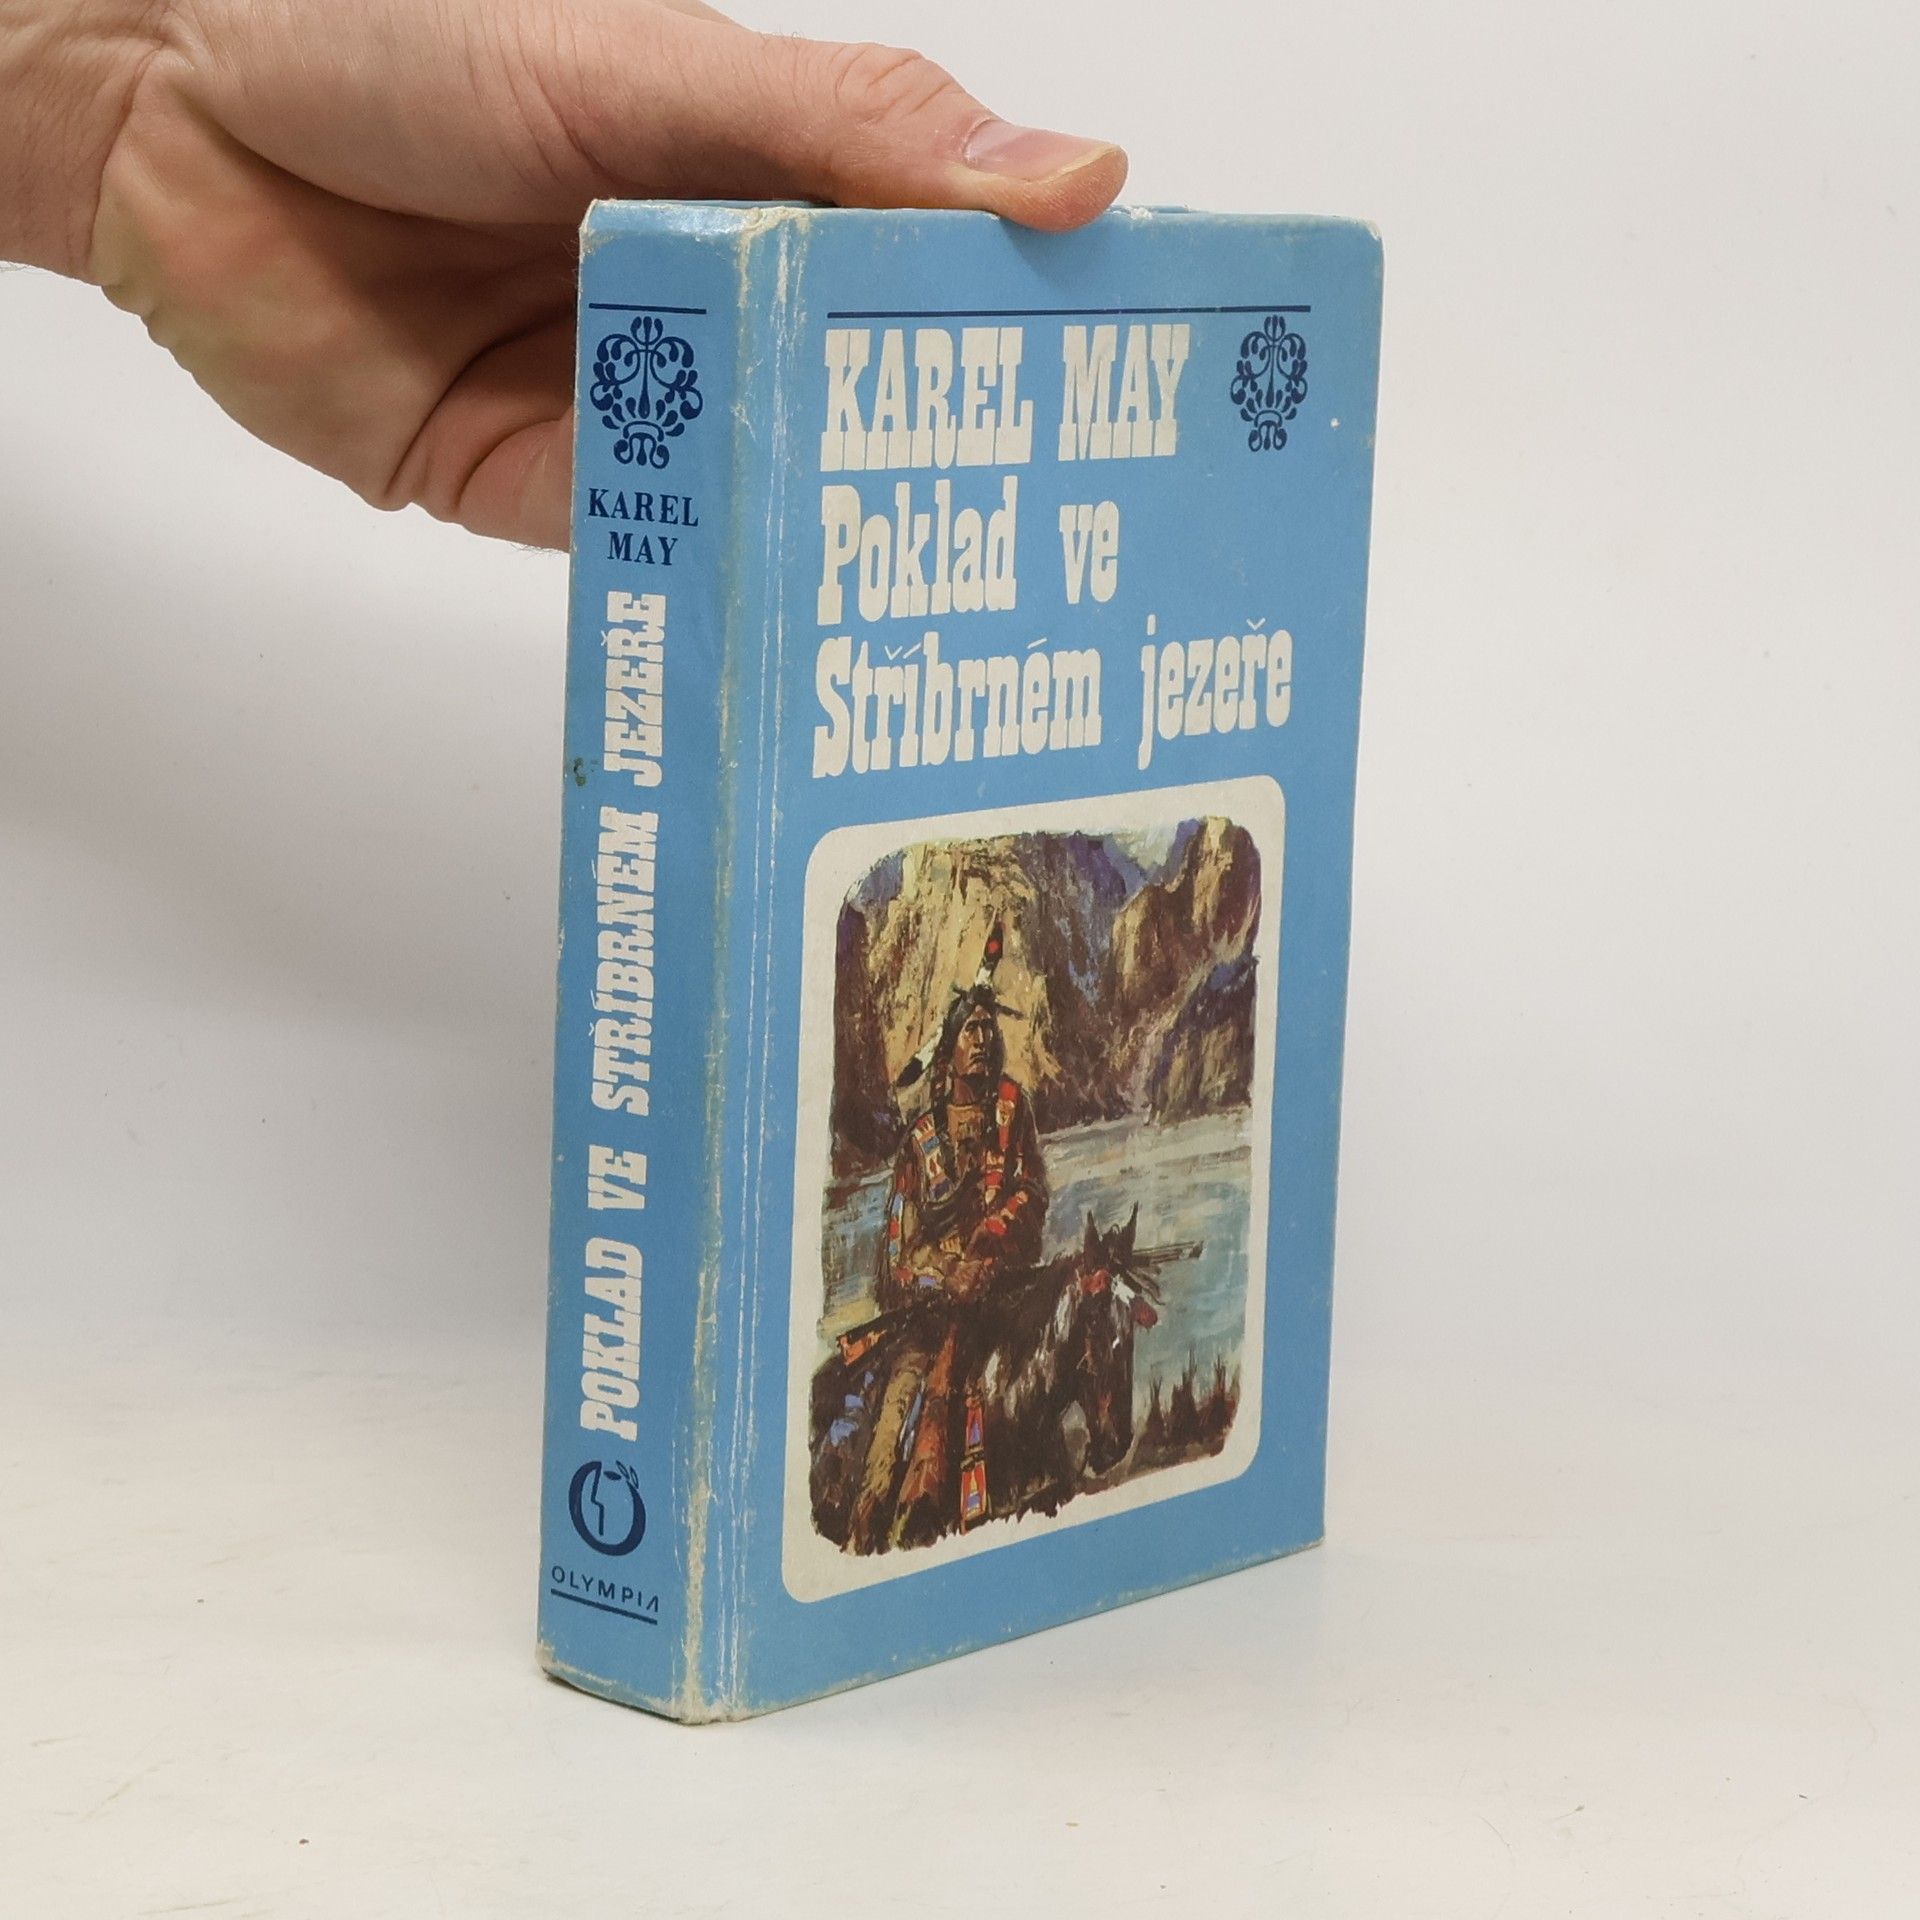 KAREL
MAY
POKLAD VE STŘÍBRNÉM JEZEŘE
OLYMPIA
KAREL MAY
Poklad ve
Stříbrném jezeře